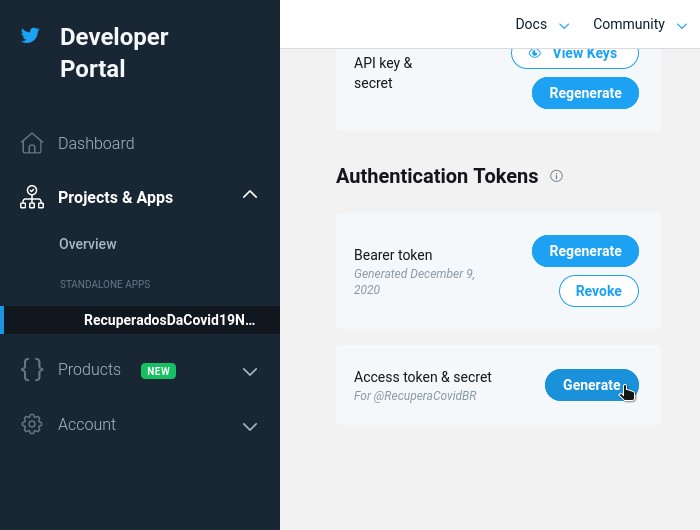 Developer
Portal
Dashboard
Projects & Apps
Overview
STANDALONE APPS
RecuperadosDaCovid19N...
Products NEW
Account
Docs Community
API key &
secret
View Keys
Regenerate
Authentication Tokens
Bearer token
Generated December 9,
2020
Regenerate
Revoke
Access token & secret
For @RecuperaCovidBR
Generate